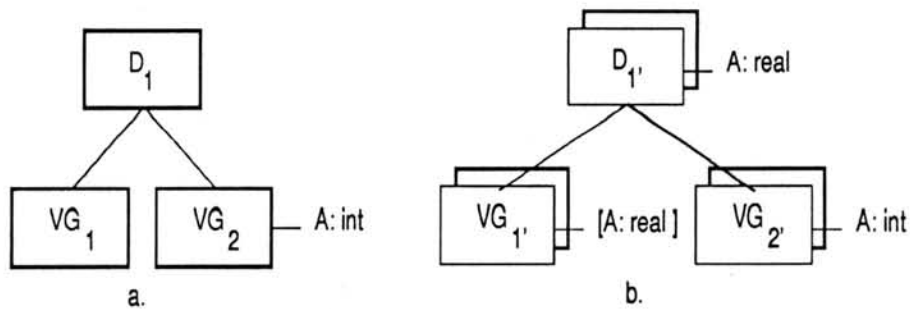 D1
VG1
VG2
A: int
a.
D1'
A: real
VG1'
[A: real ]
VG2'
A: int
b.